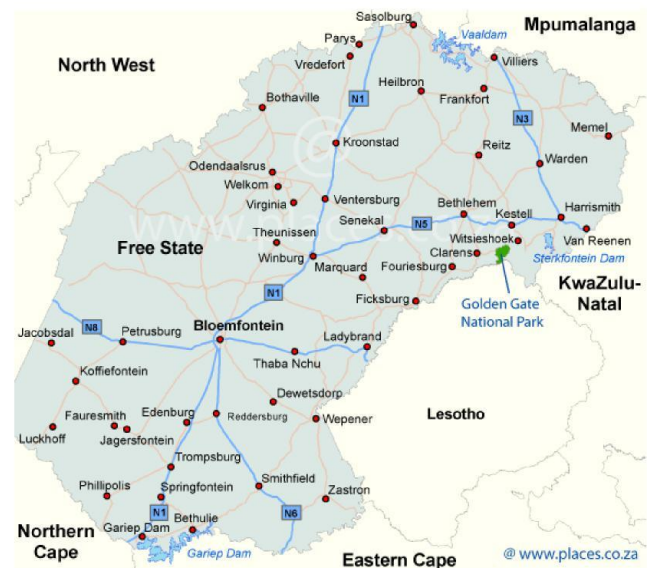 Sasolburg
Mpumalanga
Parys
Vaaldam
Vredefort
Villiers
North West
Heilbron
Frankfort
Bothaville
N1
N3
Memel
©
Kroonstad
Reitz
Warden
Odendaalsrus
Welkom
Virginia
Ventersburg
Bethlehem
Kestell
Harrismith
www.places.co.za
Senekal
N5
Theunissen
Witsieshoek
Van Reenen
Free State
Clarens
Sterkfontein Dam
Winburg
Marquard
Fouriesburg
KwaZulu-
Natal
N1
Ficksburg
Golden Gate
National Park
N8
Jacobsdal
Petrusburg
Bloemfontein
Ladybrand
Thaba Nchu
Koffiefontein
Dewetsdorp
Fauresmith
Edenburg
Reddersburg
Wepener
Lesotho
Luckhoff
Jagersfontein
Trompsburg
Smithfield
Phillipolis
Springfontein
Zastron
N1
N6
Northern
Cape
Gariep Dam
Bethulie
Gariep Dam
Eastern Cape
@ www.places.co.za